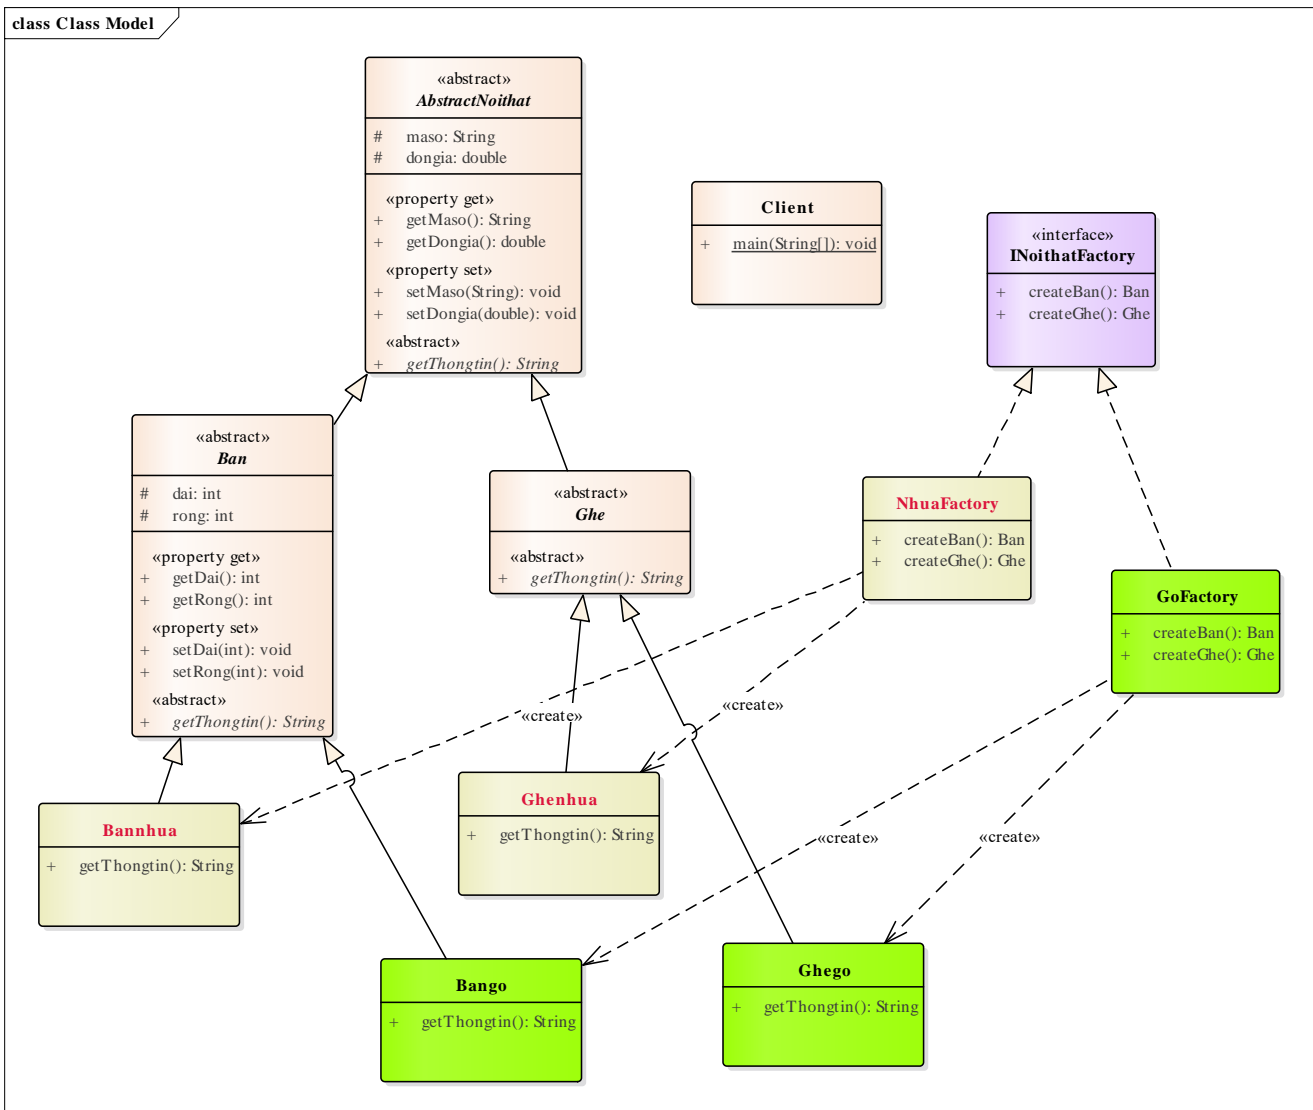 class Class Model
«abstract»
AbstractNoithat
# maso: String
# dongia: double
«property get»
+ getMaso(): String
+ getDongia(): double
«property set»
+ setMaso(String): void
+ setDongia(double): void
«abstract»
+ getThongtin(): String
Client
+ main(String[]): void
«interface»
INoithatFactory
+ createBan(): Ban
+ createGhe(): Ghe
«abstract»
Ban
# dai: int
# rong: int
«property get»
+ getDai(): int
+ getRong(): int
«property set»
+ setDai(int): void
+ setRong(int): void
«abstract»
+ getThongtin(): String
«abstract»
Ghe
«abstract»
+ getThongtin(): String
NhuaFactory
+ createBan(): Ban
+ createGhe(): Ghe
GoFactory
+ createBan(): Ban
+ createGhe(): Ghe
«create»
«create»
«create»
«create»
Bannhua
+ getThongtin(): String
Ghenhua
+ getThongtin(): String
Bango
+ getThongtin(): String
Ghego
+ getThongtin(): String